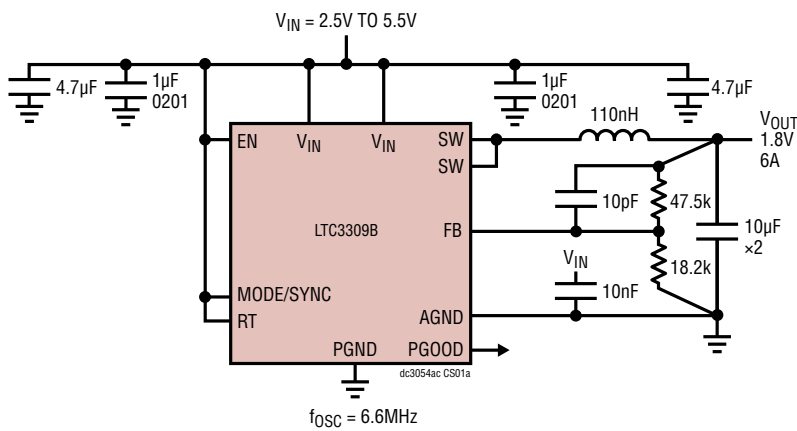 VIN = 2.5V TO 5.5V
4.7µF
1µF
0201
1µF
0201
4.7µF
110nH
VOUT
1.8V
6A
EN
VIN
VIN
SW
SW
10pF
47.5k
LTC3309B
FB
10µF
×2
VIN
18.2k
10nF
MODE/SYNC
RT
AGND
PGND
PGOOD
dc3054ac CS01a
fOSC = 6.6MHz